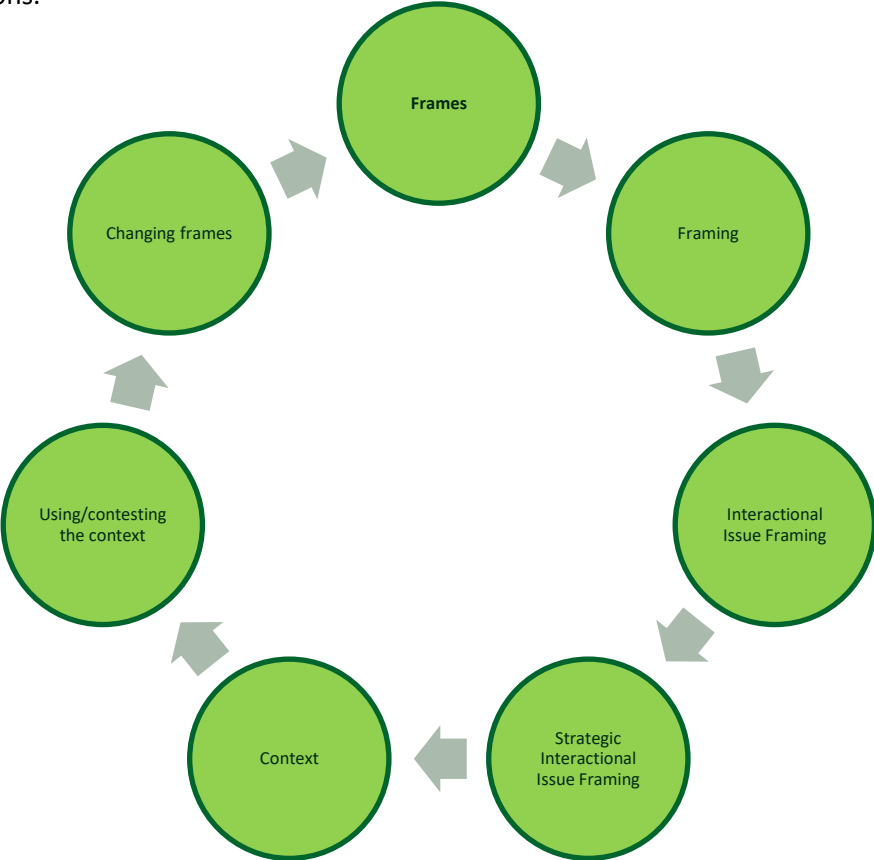 Frames
Framing
Interactional
Issue Framing
Strategic
Interactional
Issue Framing
Context
Using/contesting
the context
Changing frames